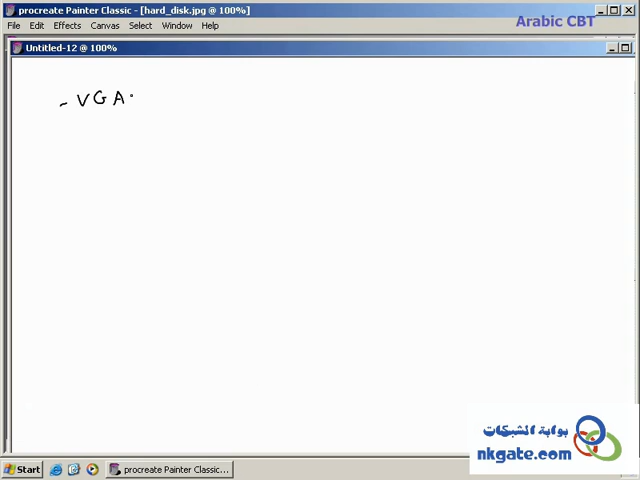 procreate Painter Classic - [hard_disk.jpg @ 100%]
Arabic CBT
File Edit Effects Canvas Select Window Help
Untitled-12 @ 100%
- VGA
بوابة الشبكات
nkgate.com
Start procreate Painter Classic...